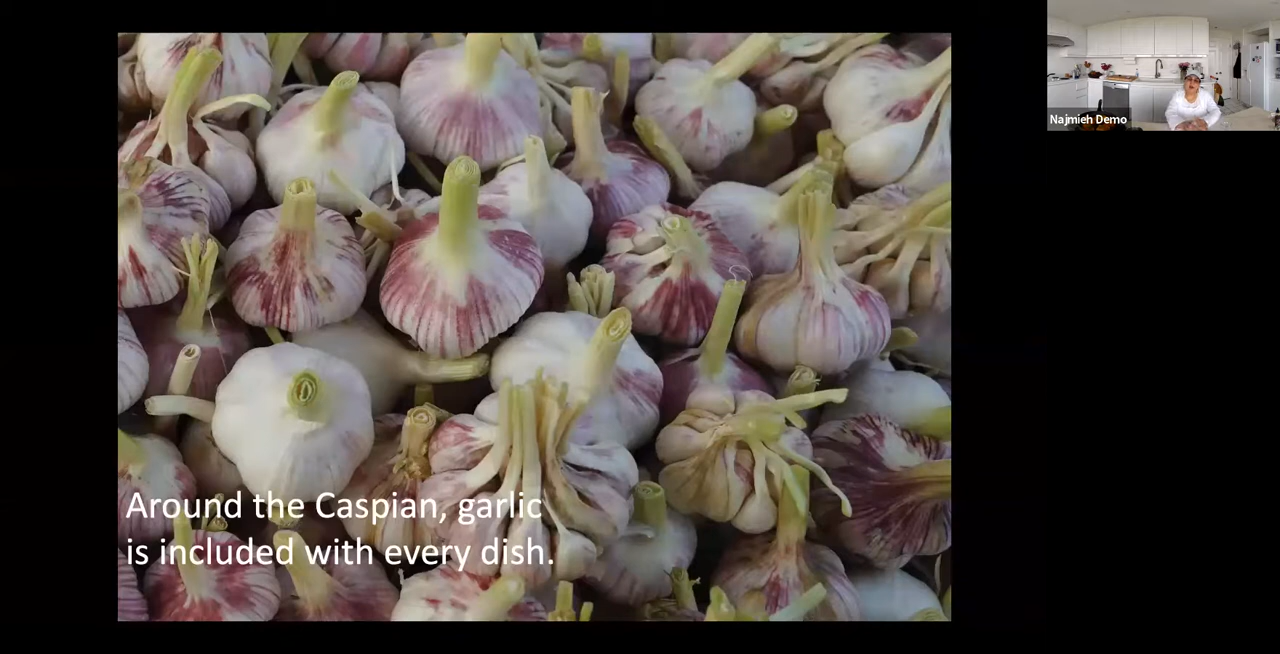 Around the Caspian, garlic
is included with every dish.
Najmieh Demo